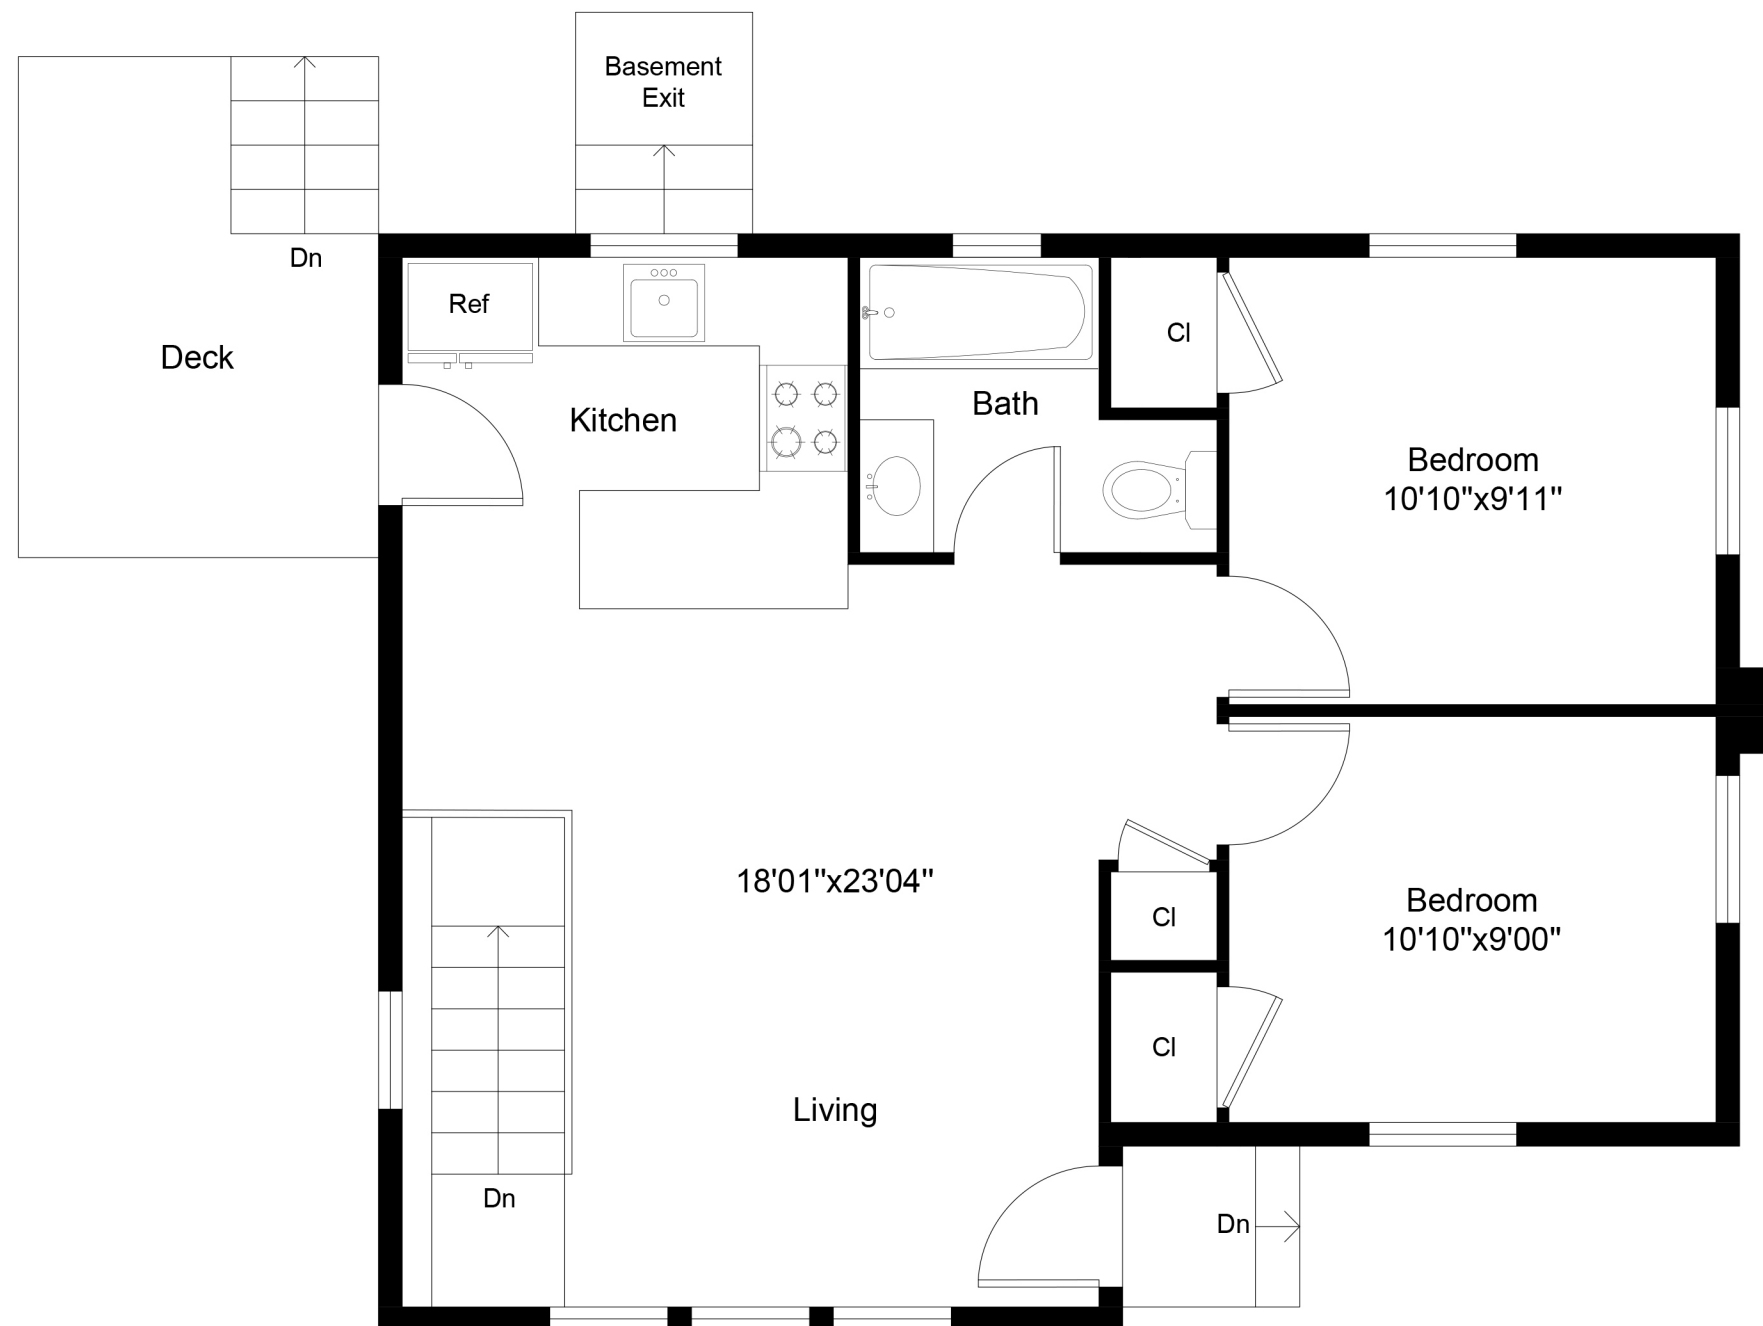 Basement
Exit
Dn
Ref
Deck
Kitchen
Cl
Bath
Bedroom
10'10"x9'11"
18'01"x23'04"
Bedroom
10'10"x9'00"
Cl
Cl
Living
Dn
Dn